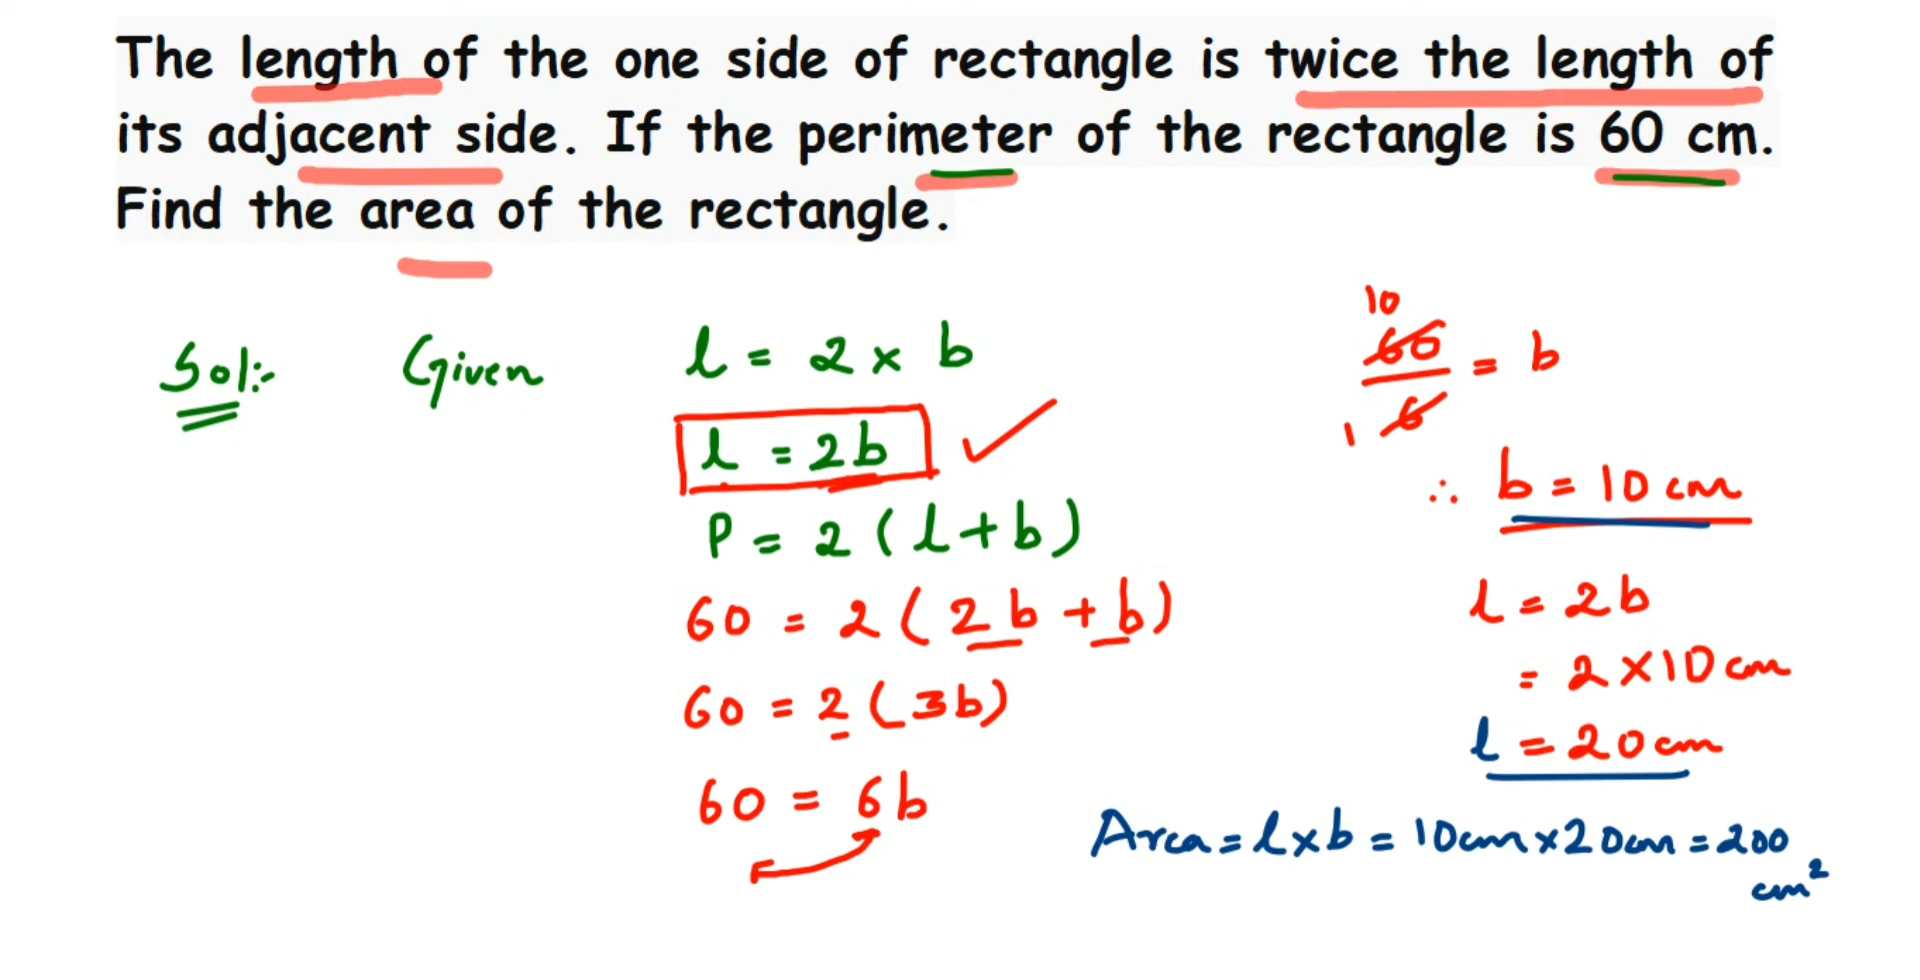 The length of the one side of rectangle is twice the length of
its adjacent side. If the perimeter of the rectangle is 60 cm.
Find the area of the rectangle.
Sol:- Given l = 2 × b
l = 2b
P = 2 (l + b)
60 = 2 (2b + b)
60 = 2 (3b)
60 = 6b
10
60/6 = b
1
∴ b = 10 cm
l = 2b
= 2 × 10 cm
l = 20 cm
Area = l × b = 10 cm × 20 cm = 200
cm²